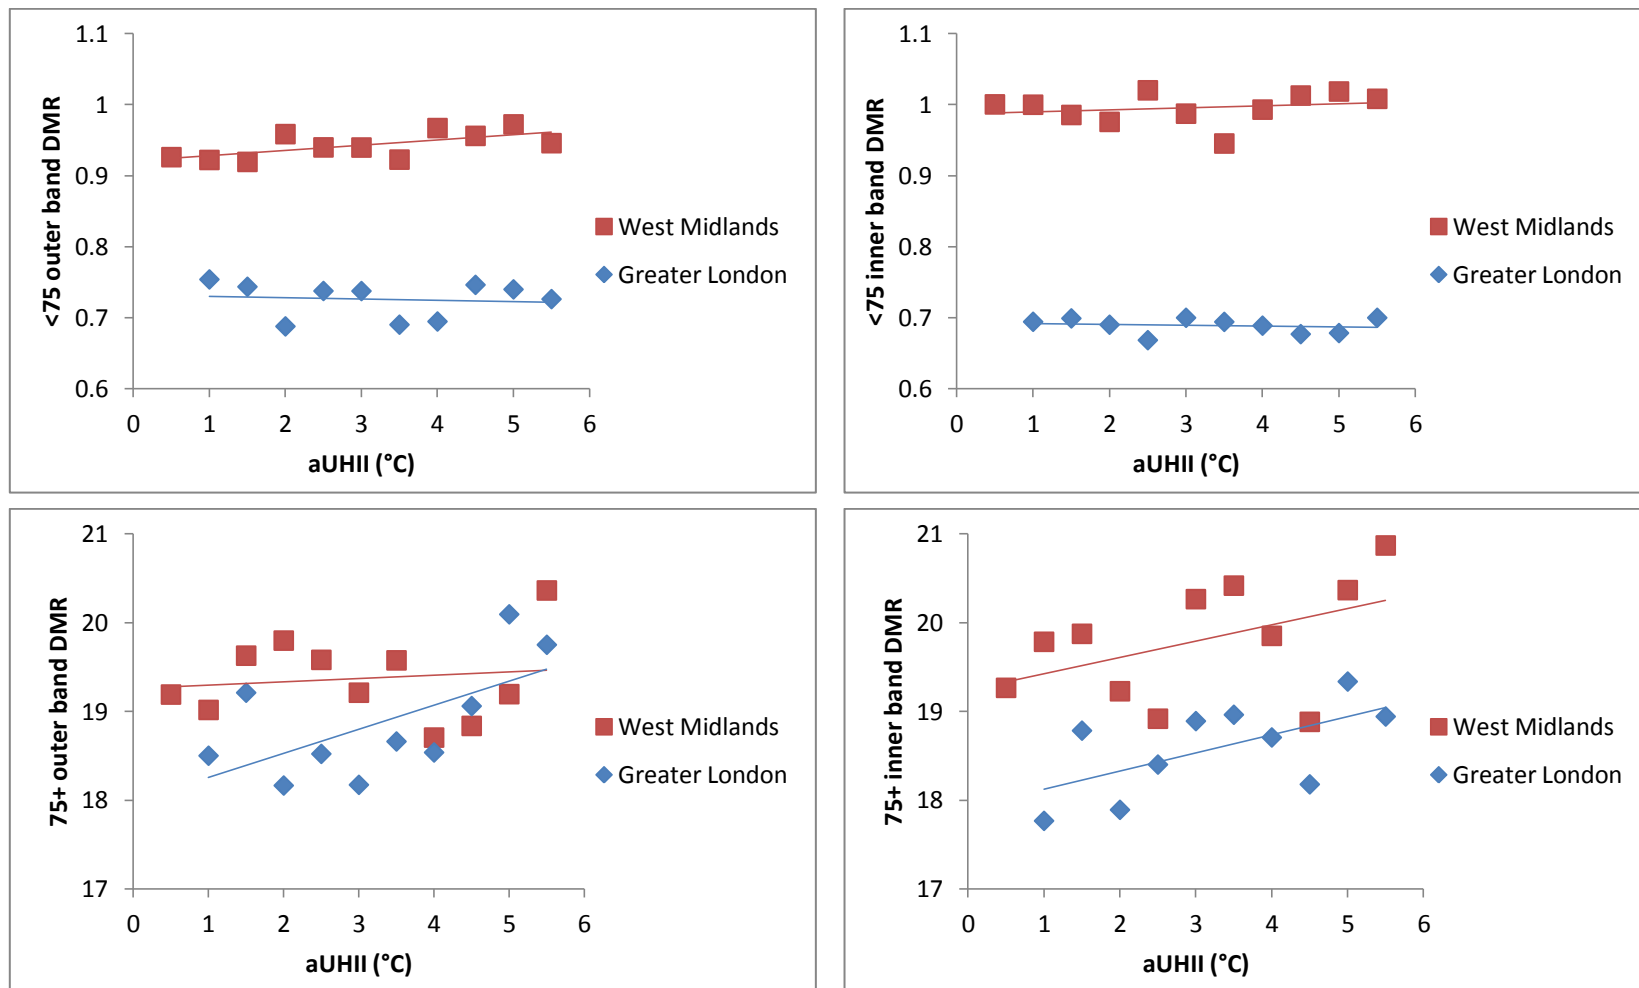 1.1
1
0.9
0.8
0.7
0.6
0 1 2 3 4 5 6
<75 outer band DMR
aUHII (°C)
West Midlands
Greater London
1.1
1
0.9
0.8
0.7
0.6
0 1 2 3 4 5 6
<75 inner band DMR
aUHII (°C)
West Midlands
Greater London
21
20
19
18
17
0 1 2 3 4 5 6
75+ outer band DMR
aUHII (°C)
West Midlands
Greater London
21
20
19
18
17
0 1 2 3 4 5 6
75+ inner band DMR
aUHII (°C)
West Midlands
Greater London